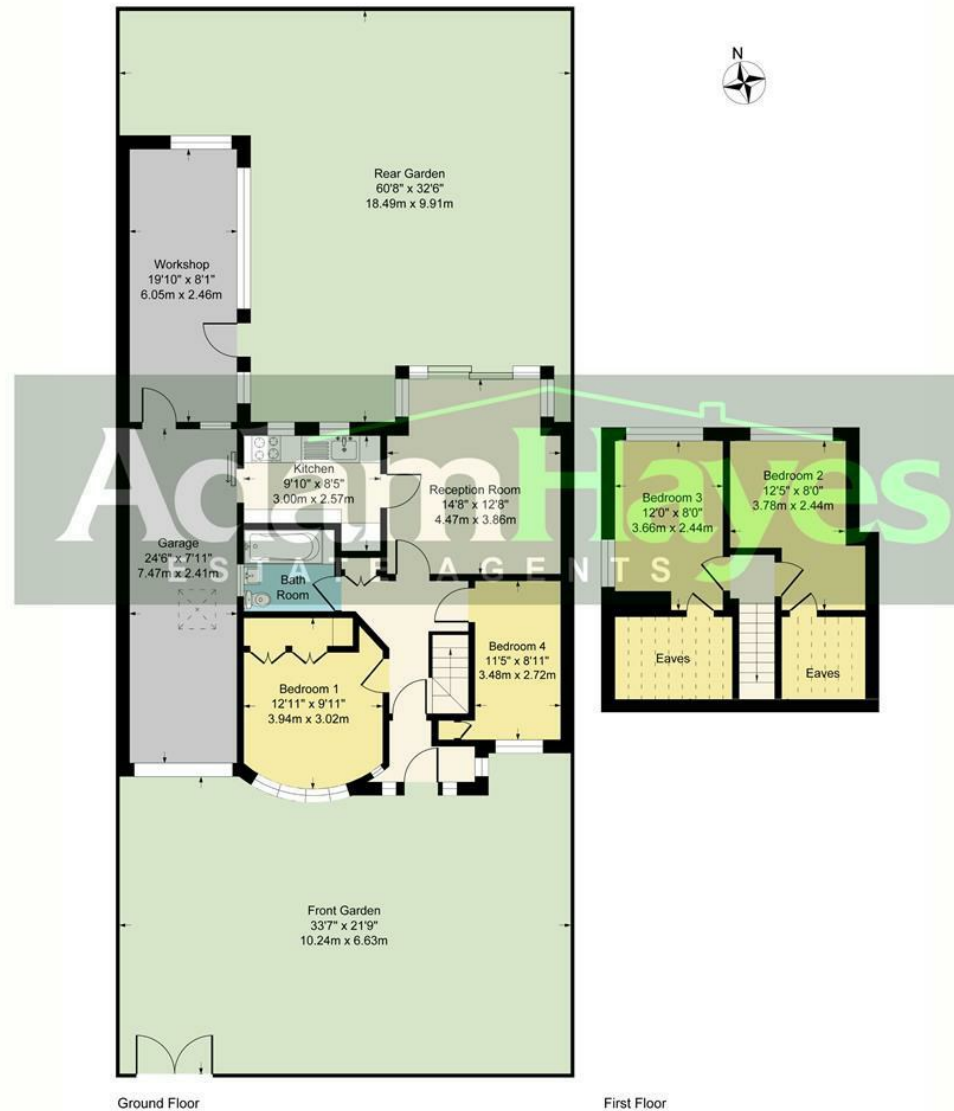 N
Rear Garden
60'8" x 32'6"
18.49m x 9.91m
Workshop
19'10" x 8'1"
6.05m x 2.46m
AdamHayes
ESTATE AGENTS
Kitchen
9'10" x 8'5"
3.00m x 2.57m
Reception Room
14'8" x 12'8"
4.47m x 3.86m
Bedroom 3
12'0" x 8'0"
3.66m x 2.44m
Bedroom 2
12'5" x 8'0"
3.78m x 2.44m
Garage
24'6" x 7'11"
7.47m x 2.41m
Bath
Room
Bedroom 1
12'11" x 9'11"
3.94m x 3.02m
Bedroom 4
11'5" x 8'11"
3.48m x 2.72m
Eaves
Eaves
Front Garden
33'7" x 21'9"
10.24m x 6.63m
Ground Floor
First Floor